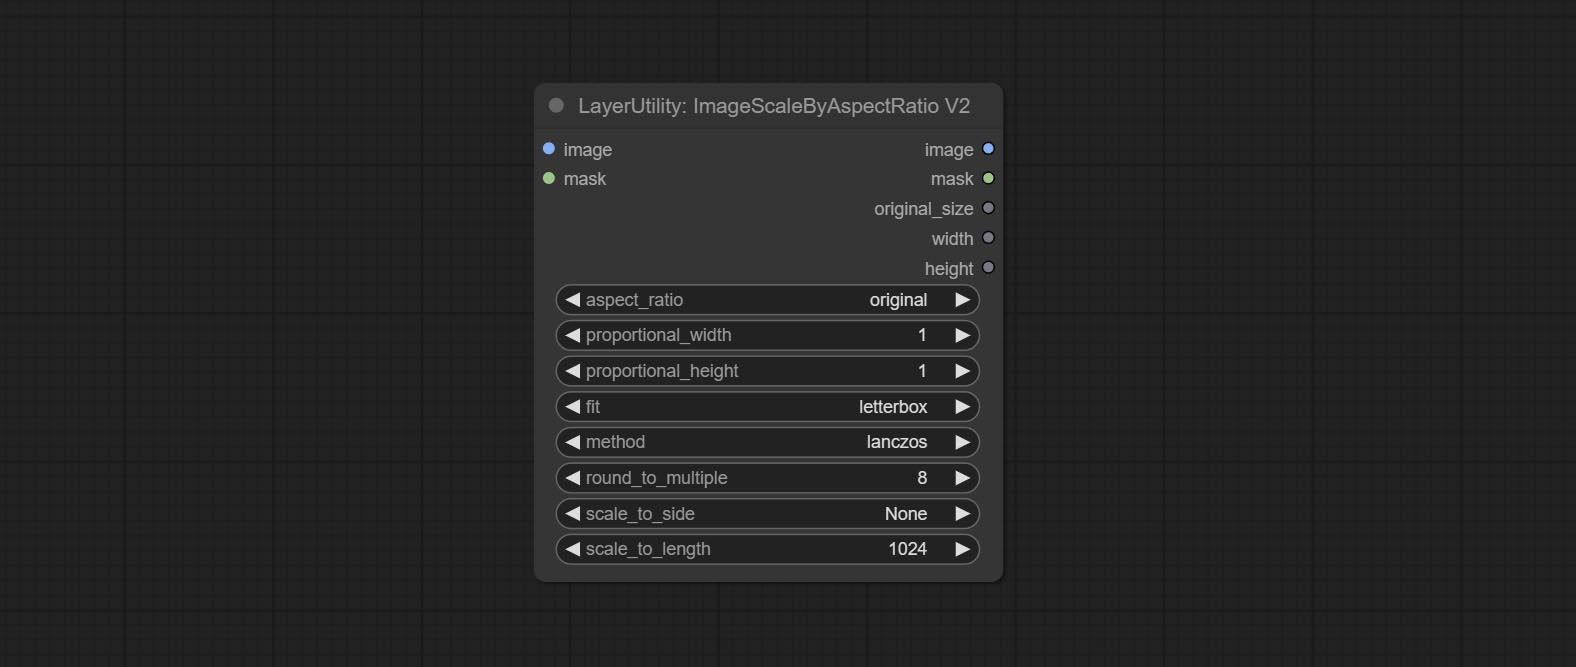 LayerUtility: ImageScaleByAspectRatio V2
image image
mask mask
original_size
width
height
aspect_ratio original
proportional_width 1
proportional_height 1
fit letterbox
method lanczos
round_to_multiple 8
scale_to_side None
scale_to_length 1024